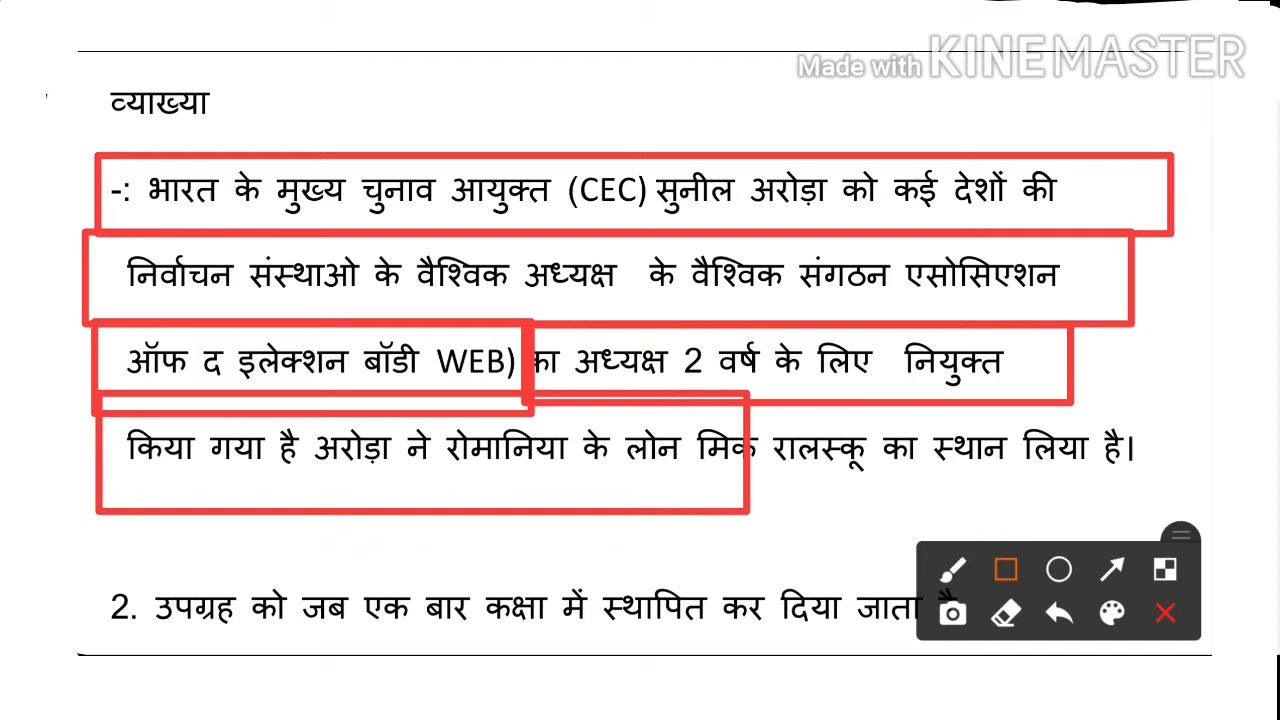 Made with KINEMASTER
व्याख्या
-: भारत के मुख्य चुनाव आयुक्त (CEC) सुनील अरोड़ा को कई देशों की
निर्वाचन संस्थाओ के वैश्विक अध्यक्ष के वैश्विक संगठन एसोसिएशन
ऑफ द इलेक्शन बॉडी WEB) का अध्यक्ष 2 वर्ष के लिए नियुक्त
किया गया है अरोड़ा ने रोमानिया के लोन मिक रालस्कू का स्थान लिया है।
2. उपग्रह को जब एक बार कक्षा में स्थापित कर दिया जाता